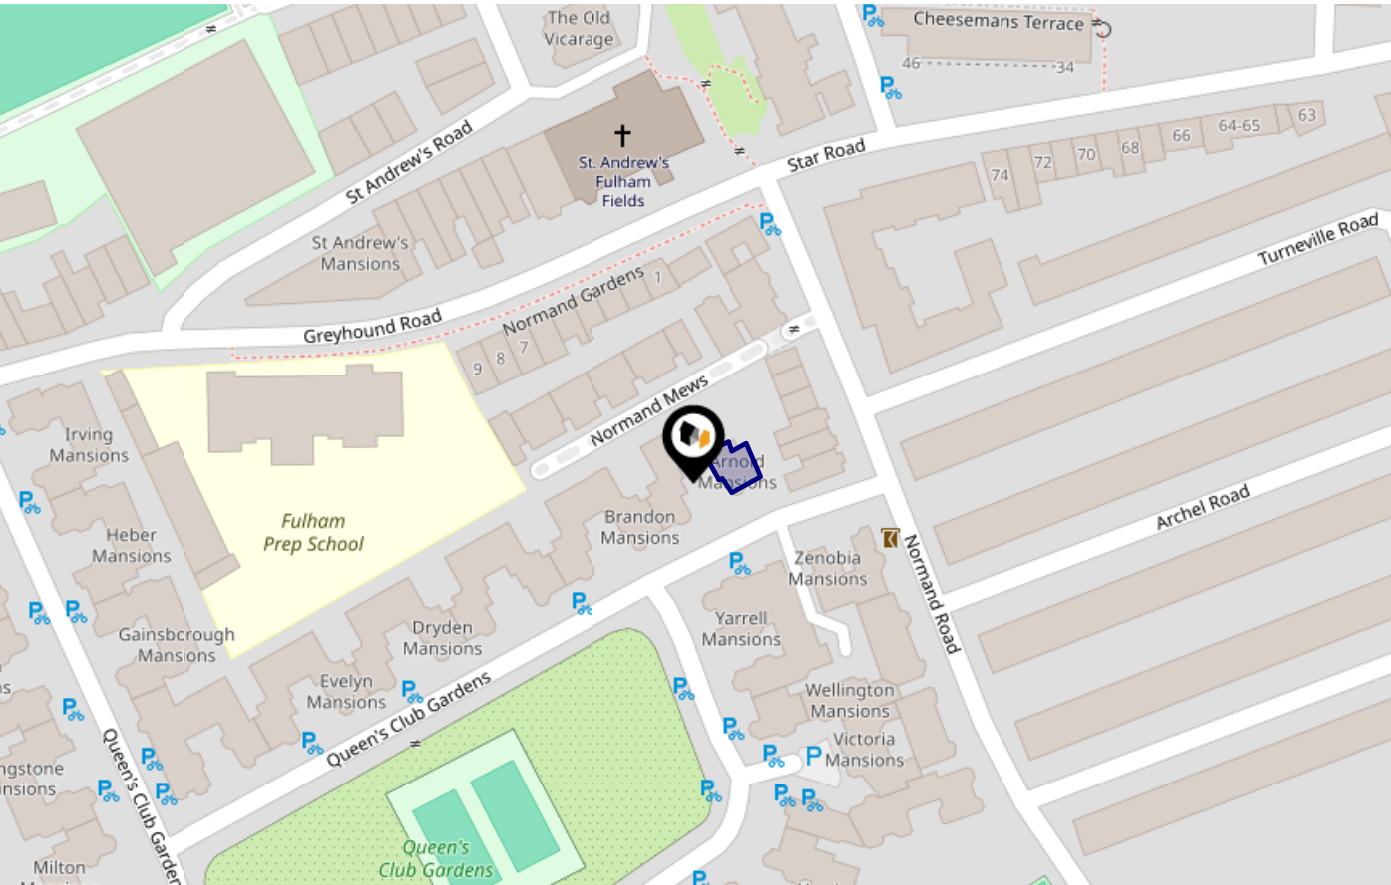 The Old
Vicarage
Cheesemans Terrace
46
34
63
64-65
66
68
70
72
74
St Andrew's Road
Star Road
St. Andrew's
Fulham
Fields
St Andrew's
Mansions
Turneville Road
Normand Gardens
1
Greyhound Road
7
8
9
Normand Mews
Irving
Mansions
Arnold
Mansions
Fulham
Prep School
Brandon
Mansions
Archel Road
Heber
Mansions
Zenobia
Mansions
Normand Road
Gainsbcrough
Mansions
Dryden
Mansions
Yarrell
Mansions
Evelyn
Mansions
Queen's Club Gardens
Wellington
Mansions
P
Victoria
Mansions
ngstone
nsions
Queen's Club Garden
Queen's
Club Gardens
Milton